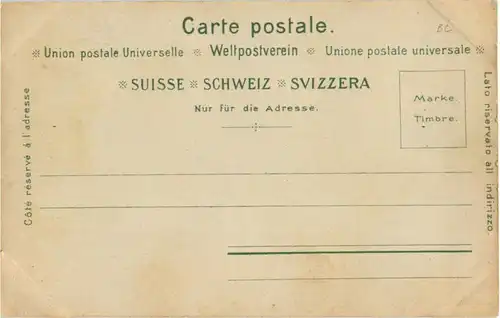 Carte postale.
※ Union postale Universelle ※ Weltpostverein ※ Unione postale universale ※
※ SUISSE ※ SCHWEIZ ※ SVIZZERA
Nur für die Adresse.
Marke.
Timbre.
Côté réservé à l'adresse
Lato riservato all indirizzo.